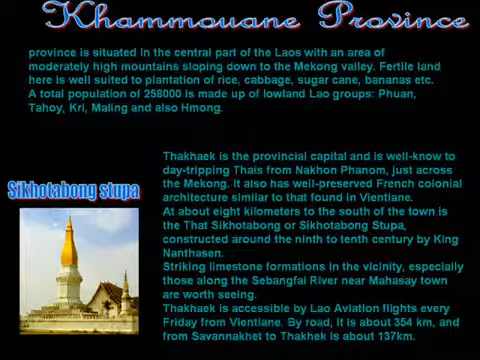 Khammouane Province
province is situated in the central part of the Laos with an area of
moderately high mountains sloping down to the Mekong valley. Fertile land
here is well suited to plantation of rice, cabbage, sugar cane, bananas etc.
A total population of 258000 is made up of lowland Lao groups: Phuan,
Tahoy, Kri, Maling and also Hmong.
Thakhaek is the provincial capital and is well-know to
day-tripping Thais from Nakhon Phanom, just across
the Mekong. It also has well-preserved French colonial
architecture similar to that found in Vientiane.
At about eight kilometers to the south of the town is
the That Sikhotabong or Sikhotabong Stupa,
constructed around the ninth to tenth century by King
Nanthasen.
Striking limestone formations in the vicinity, especially
those along the Sebangfai River near Mahasay town
are worth seeing.
Thakhaek is accessible by Lao Aviation flights every
Friday from Vientiane. By road, it is about 354 km, and
from Savannakhet to Thakhek is about 137km.
Sikhotabong stupa